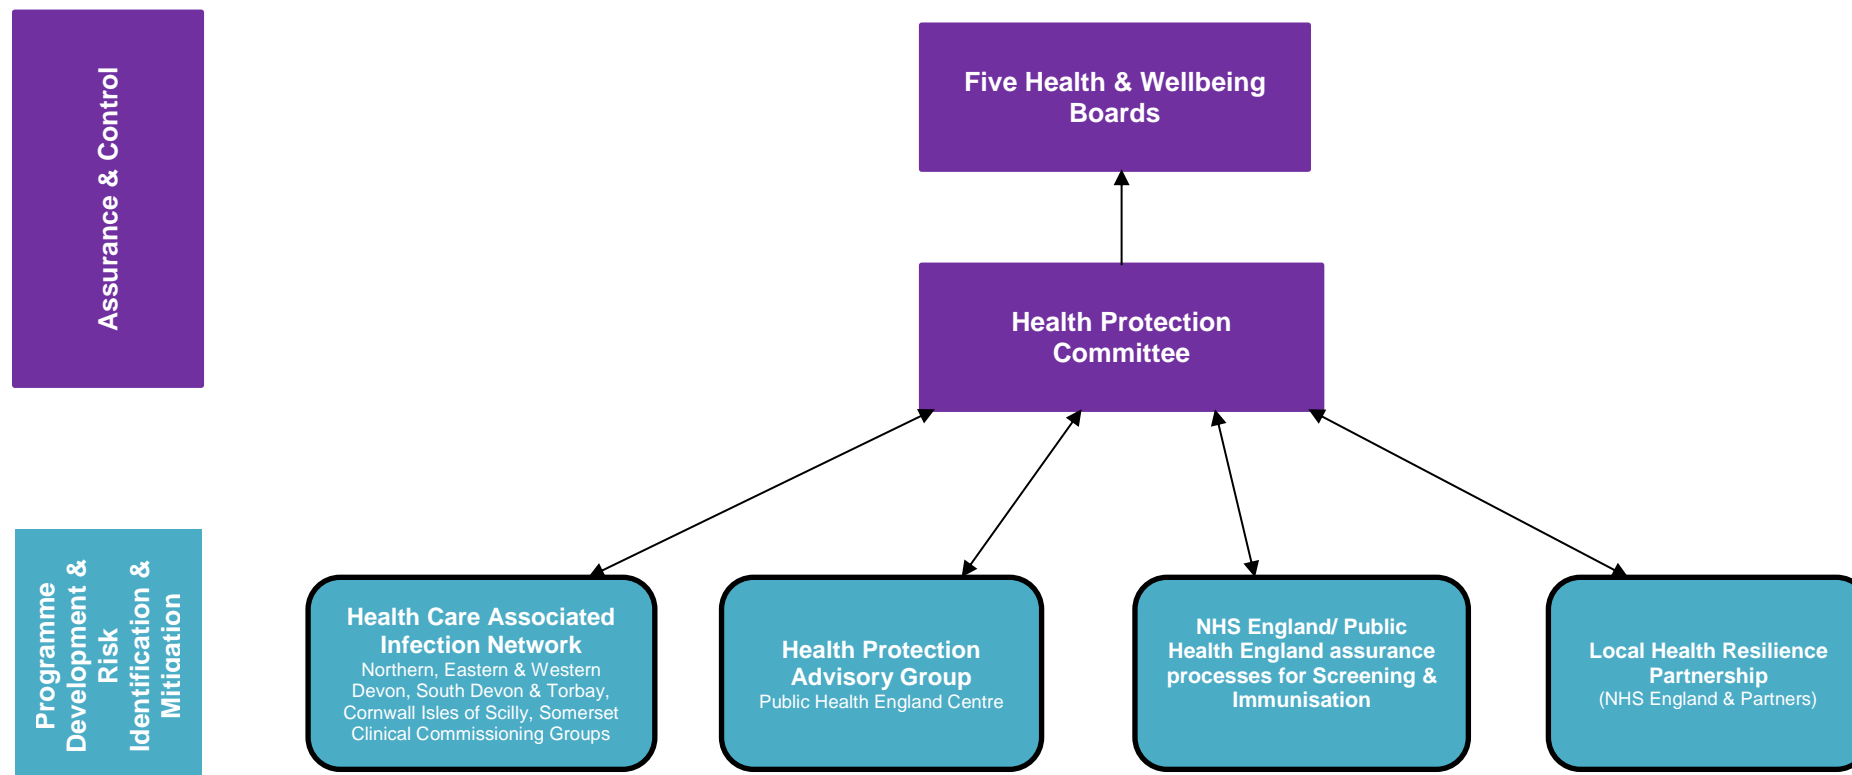 Assurance & Control
Five Health & Wellbeing
Boards
Health Protection
Committee
Programme
Development &
Risk
Identification &
Mitigation
Health Care Associated
Infection Network
Northern, Eastern & Western
Devon, South Devon & Torbay,
Cornwall Isles of Scilly, Somerset
Clinical Commissioning Groups
Health Protection
Advisory Group
Public Health England Centre
NHS England/ Public
Health England assurance
processes for Screening &
Immunisation
Local Health Resilience
Partnership
(NHS England & Partners)